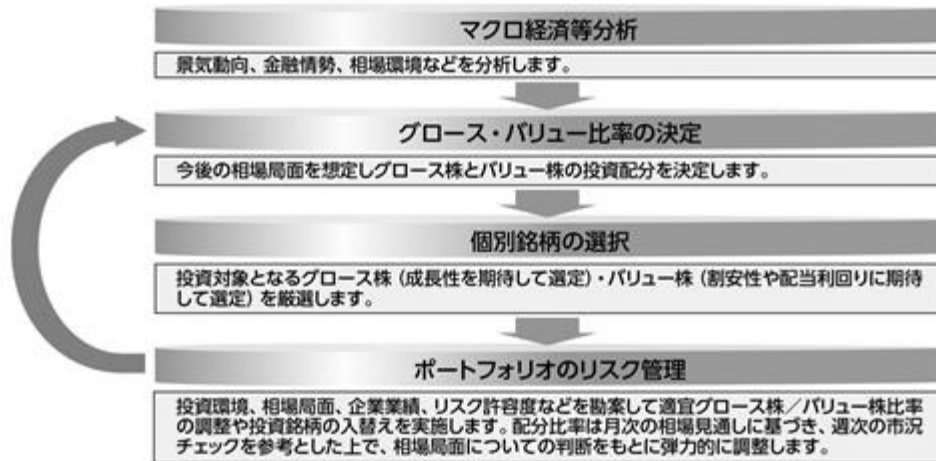 マクロ経済等分析
景気動向、金融情勢、相場環境などを分析します。
グロース・バリュー比率の決定
今後の相場局面を想定しグロース株とバリュー株の投資配分を決定します。
個別銘柄の選択
投資対象となるグロース株（成長性を期待して選定）・バリュー株（割安性や配当利回りに期待
して選定）を厳選します。
ポートフォリオのリスク管理
投資環境、相場局面、企業業績、リスク許容度などを勘案して適宜グロース株／バリュー株比率
の調整や投資銘柄の入替えを実施します。配分比率は月次の相場見通しに基づき、週次の市況
チェックを参考とした上で、相場局面についての判断をもとに弾力的に調整します。